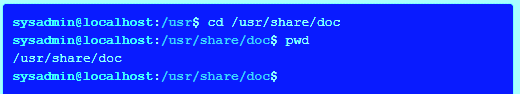 sysadmin@localhost:/usr$ cd /usr/share/doc
sysadmin@localhost:/usr/share/doc$ pwd
/usr/share/doc
sysadmin@localhost:/usr/share/doc$